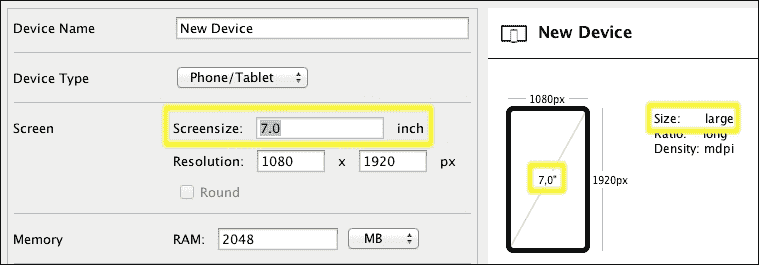 Device Name
New Device
Device Type
Phone/Tablet
Screen
Screensize: 7.0 inch
Resolution: 1080 x 1920 px
Round
Memory
RAM: 2048 MB
New Device
1080px
7,0"
1920px
Size: large
Ratio: long
Density: mdpi